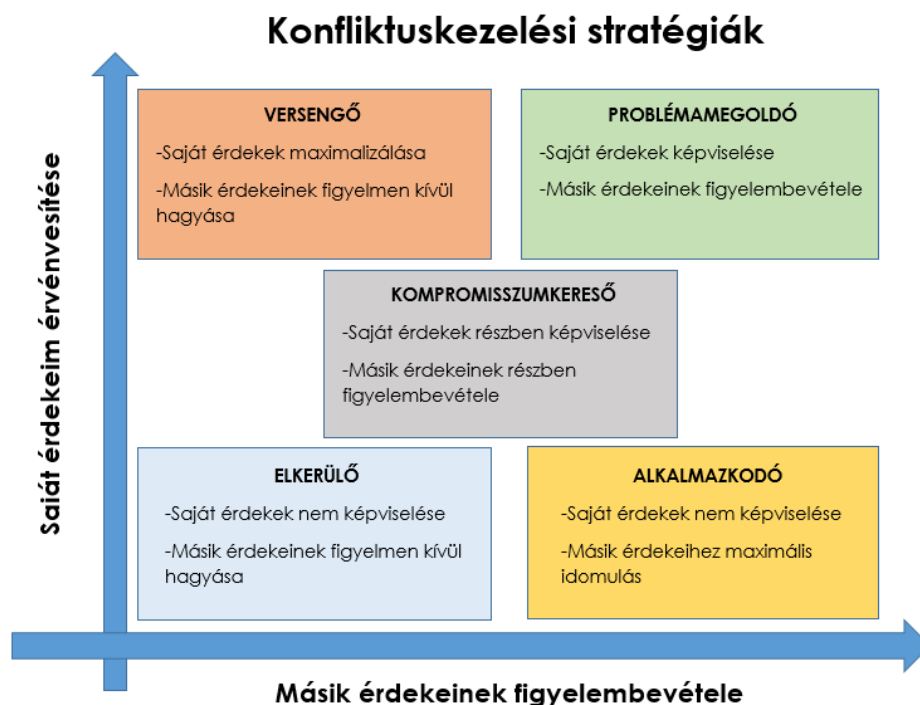 Konfliktuskezelési stratégiák
Saját érdekeim érvényesítése
VERSENGŐ
-Saját érdekek maximalizálása
-Másik érdekeinek figyelmen kívül
hagyása
PROBLÉMAMEGOLDÓ
-Saját érdekek képviselése
-Másik érdekeinek figyelembevétele
KOMPROMISSZUMKERESŐ
-Saját érdekek részben képviselése
-Másik érdekeinek részben
figyelembevétele
ELKERÜLŐ
-Saját érdekek nem képviselése
-Másik érdekeinek figyelmen kívül
hagyása
ALKALMAZKODÓ
-Saját érdekek nem képviselése
-Másik érdekeihez maximális
idomulás
Másik érdekeinek figyelembevétele